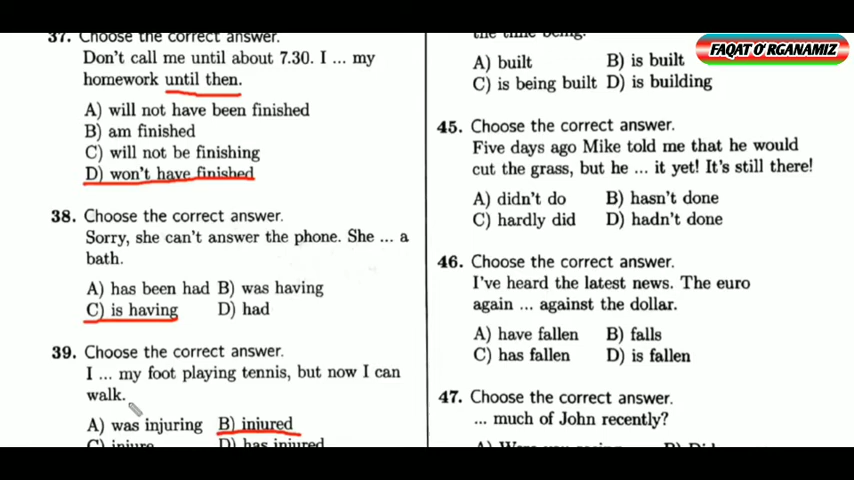 37. Choose the correct answer.
Don't call me until about 7.30. I ... my
homework until then.
A) will not have been finished
B) am finished
C) will not be finishing
D) won't have finished
38. Choose the correct answer.
Sorry, she can't answer the phone. She ... a
bath.
A) has been had B) was having
C) is having D) had
39. Choose the correct answer.
I ... my foot playing tennis, but now I can
walk.
A) was injuring B) injured
C) injure D) has injured
the time being.
A) built B) is built
C) is being built D) is building
45. Choose the correct answer.
Five days ago Mike told me that he would
cut the grass, but he ... it yet! It's still there!
A) didn't do B) hasn't done
C) hardly did D) hadn't done
46. Choose the correct answer.
I've heard the latest news. The euro
again ... against the dollar.
A) have fallen B) falls
C) has fallen D) is fallen
47. Choose the correct answer.
... much of John recently?
FAQAT O'RGANAMIZ